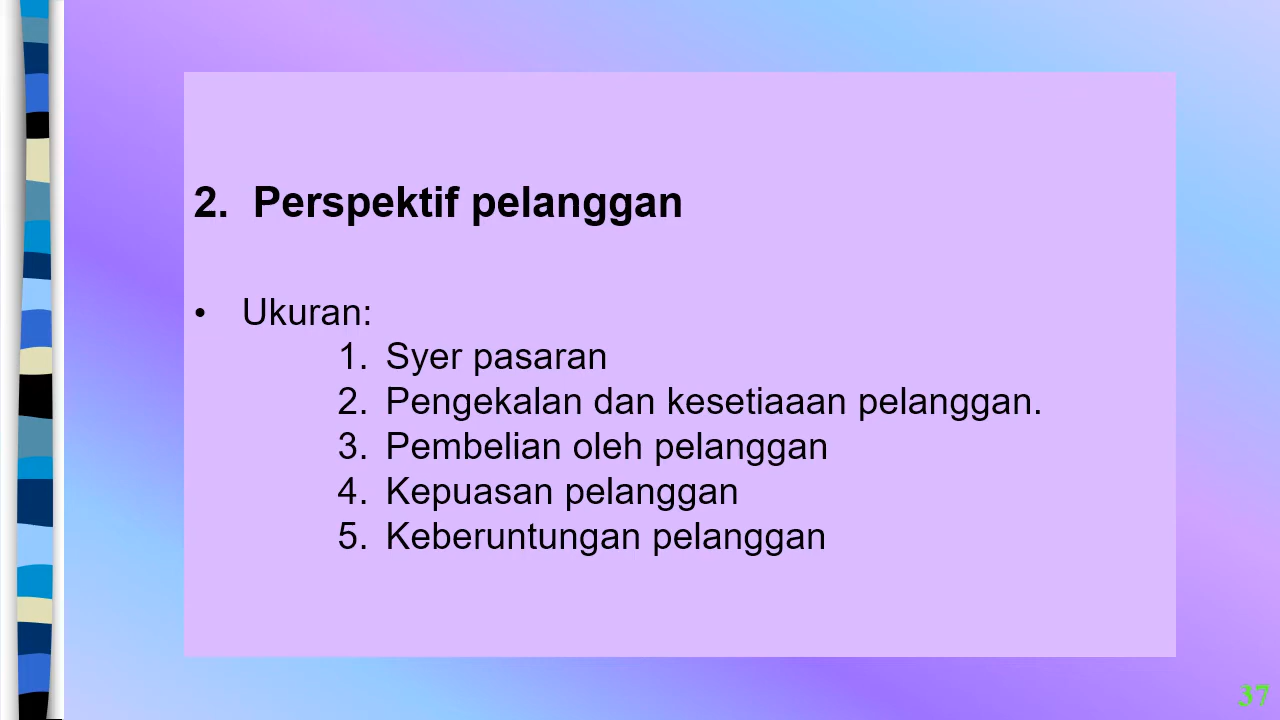 2. Perspektif pelanggan
• Ukuran:
1. Syer pasaran
2. Pengekalan dan kesetiaaan pelanggan.
3. Pembelian oleh pelanggan
4. Kepuasan pelanggan
5. Keberuntungan pelanggan
37